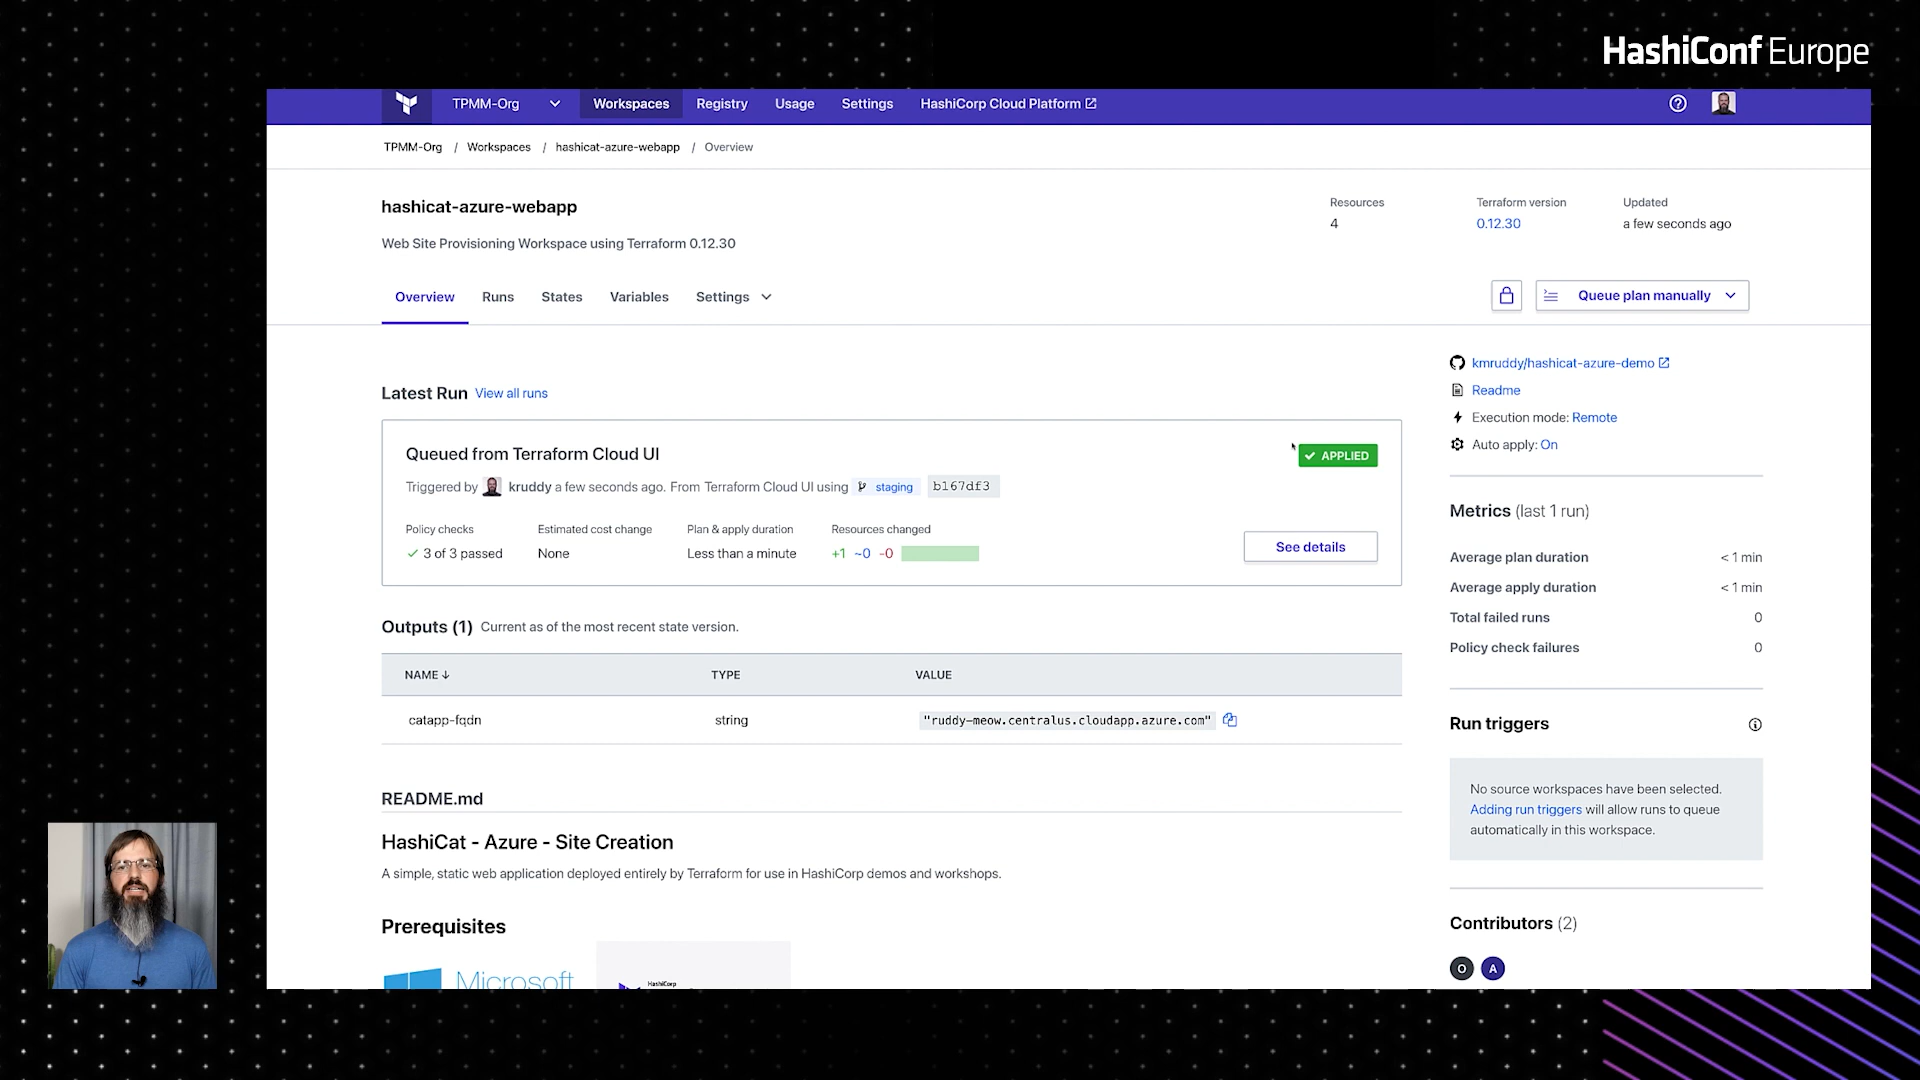 HashiConf Europe
TPMM-Org Workspaces Registry Usage Settings HashiCorp Cloud Platform
TPMM-Org / Workspaces / hashicat-azure-webapp / Overview
hashicat-azure-webapp
Web Site Provisioning Workspace using Terraform 0.12.30
Resources
4
Terraform version
0.12.30
Updated
a few seconds ago
Overview Runs States Variables Settings
Queue plan manually
Latest Run View all runs
Queued from Terraform Cloud UI
APPLIED
Triggered by kruddy a few seconds ago. From Terraform Cloud UI using staging b167df3
Policy checks Estimated cost change Plan & apply duration Resources changed
3 of 3 passed None Less than a minute +1 ~0 -0
See details
Outputs (1) Current as of the most recent state version.
NAME ↓ TYPE VALUE
catapp-fqdn string "ruddy-meow.centralus.cloudapp.azure.com"
README.md
HashiCat - Azure - Site Creation
A simple, static web application deployed entirely by Terraform for use in HashiCorp demos and workshops.
Prerequisites
Microsoft
HashiCorp
kmruddy/hashicat-azure-demo
Readme
Execution mode: Remote
Auto apply: On
Metrics (last 1 run)
Average plan duration < 1 min
Average apply duration < 1 min
Total failed runs 0
Policy check failures 0
Run triggers
No source workspaces have been selected.
Adding run triggers will allow runs to queue
automatically in this workspace.
Contributors (2)
O A